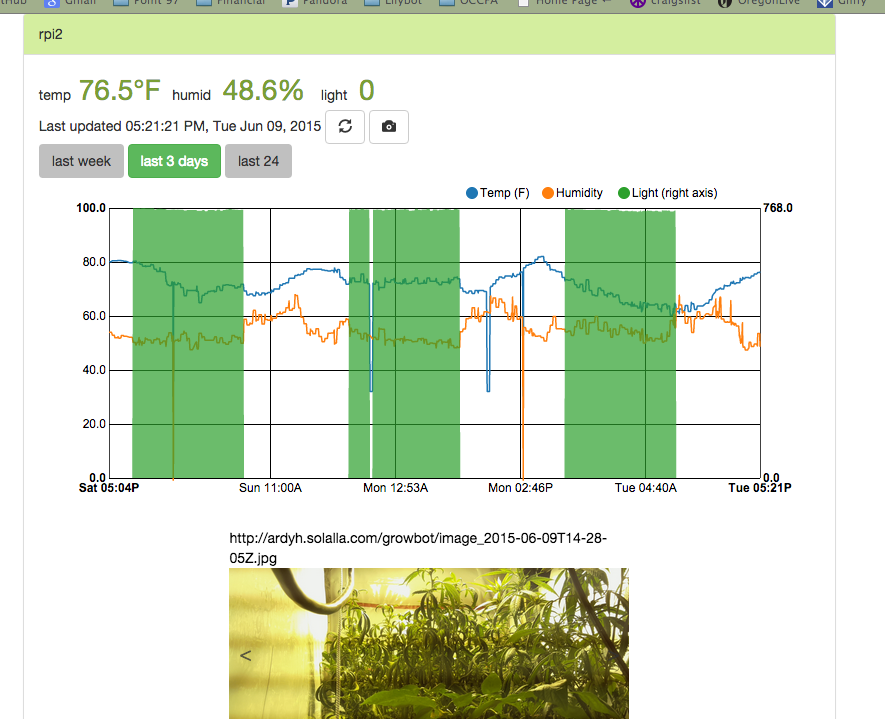 Gmail Point 97 Financial Pandora Lilybot OCCPA Home Page craigslist OregonLive
rpi2
temp 76.5°F humid 48.6% light 0
Last updated 05:21:21 PM, Tue Jun 09, 2015
last week last 3 days last 24
Temp (F) Humidity Light (right axis)
100.0 768.0
80.0
60.0
40.0
20.0
0.0 0.0
Sat 05:04P Sun 11:00A Mon 12:53A Mon 02:46P Tue 04:40A Tue 05:21P
http://ardyh.solalla.com/growbot/image_2015-06-09T14-28-
05Z.jpg
<